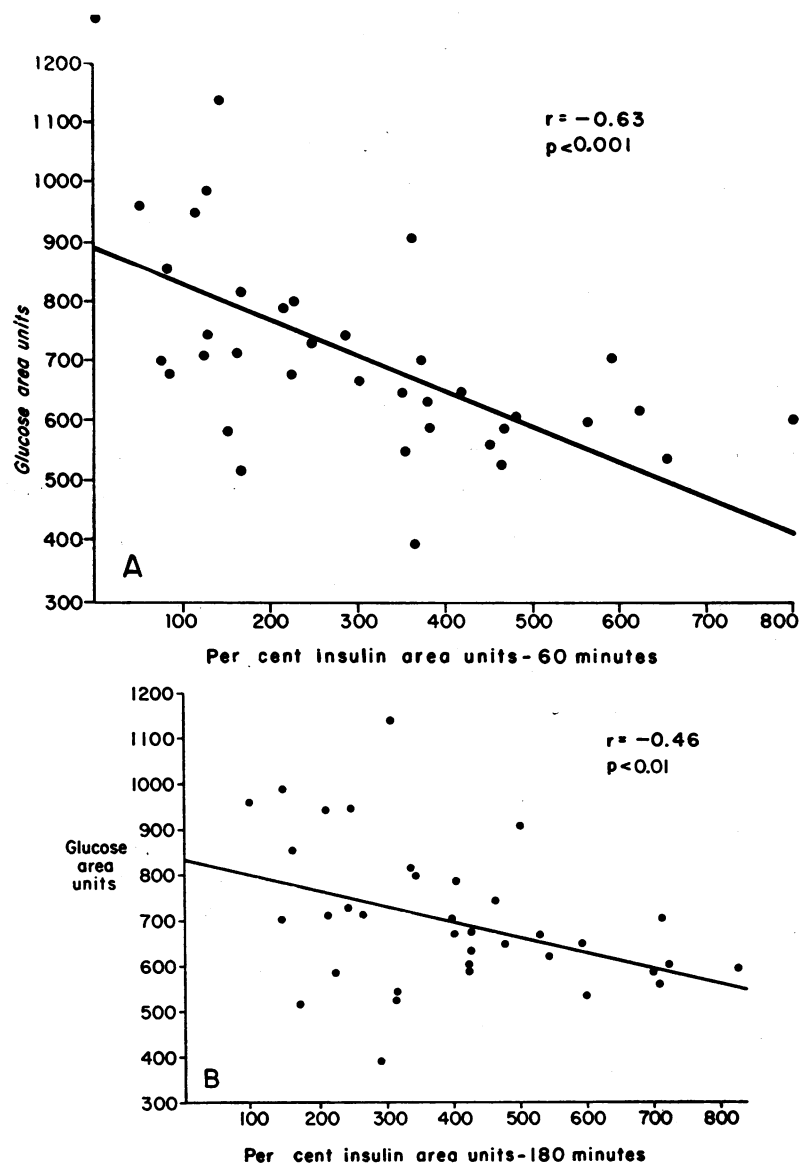 1200
1100
1000
900
800
700
600
500
400
300
Glucose area units
r = −0.63
p<0.001
A
100 200 300 400 500 600 700 800
Per cent insulin area units-60 minutes
1200
1100
1000
900
800
700
600
500
400
300
Glucose
area
units
r = −0.46
p<0.01
B
100 200 300 400 500 600 700 800
Per cent insulin area units-180 minutes